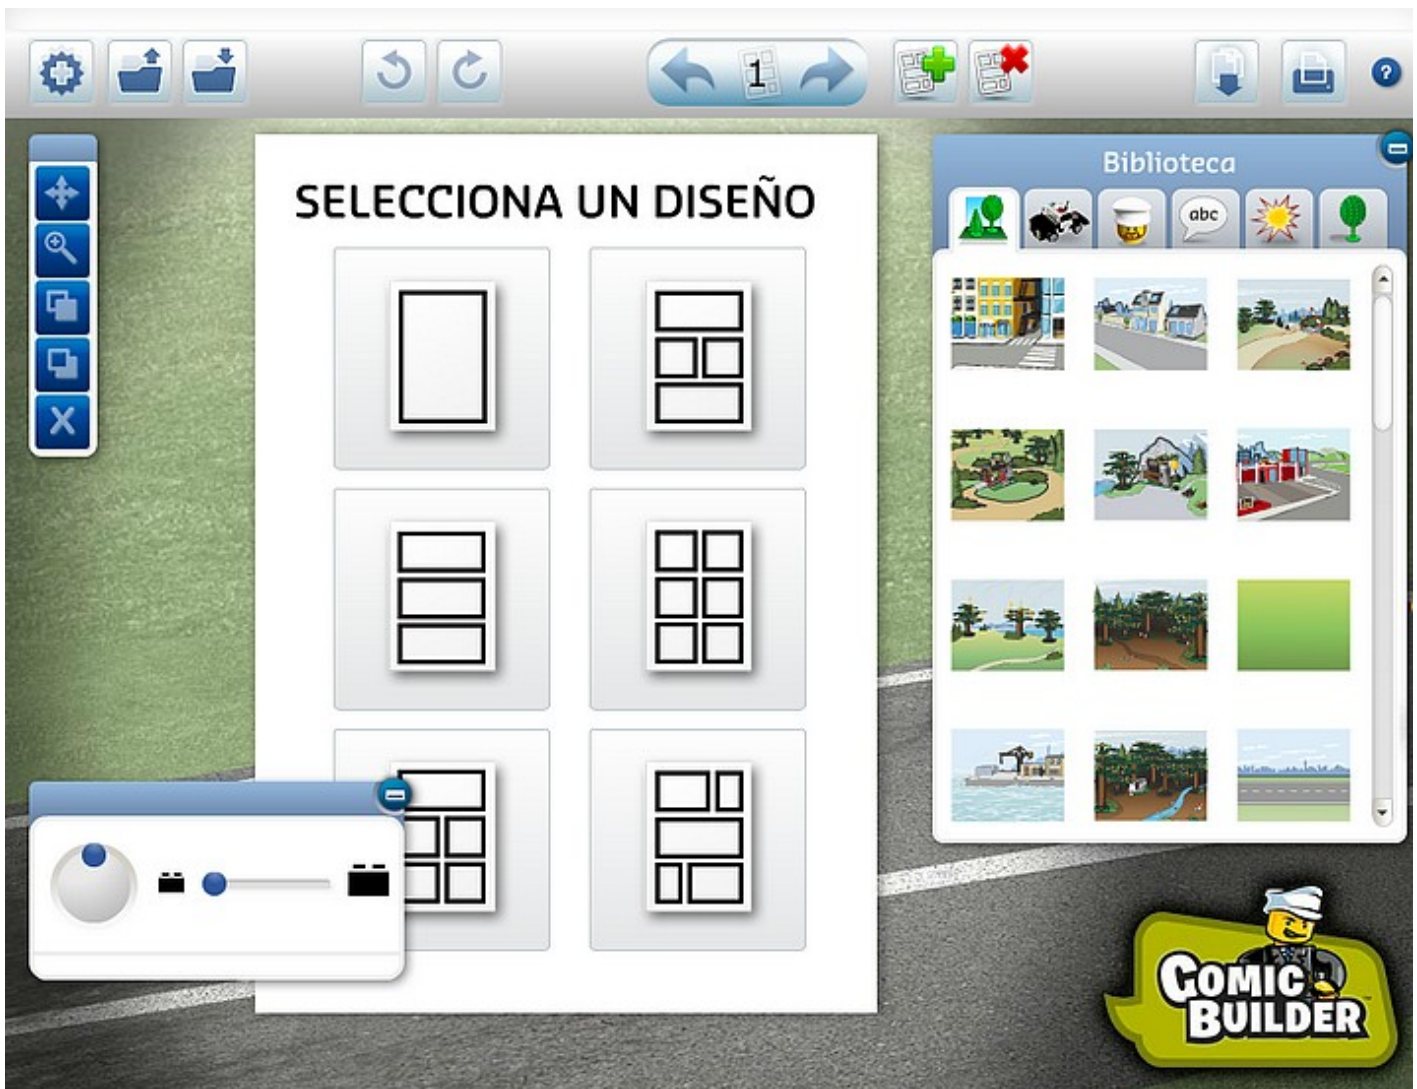 1
?
Biblioteca
abc
SELECCIONA UN DISEÑO
COMIC
BUILDER